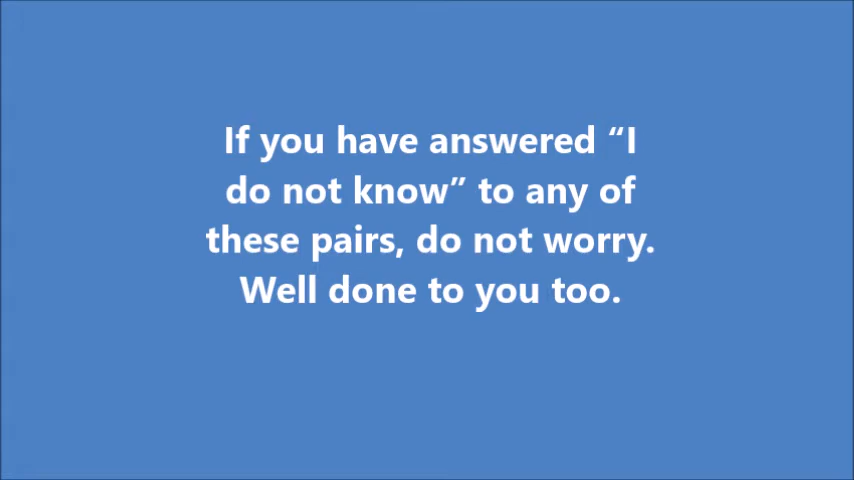 If you have answered “I
do not know” to any of
these pairs, do not worry.
Well done to you too.